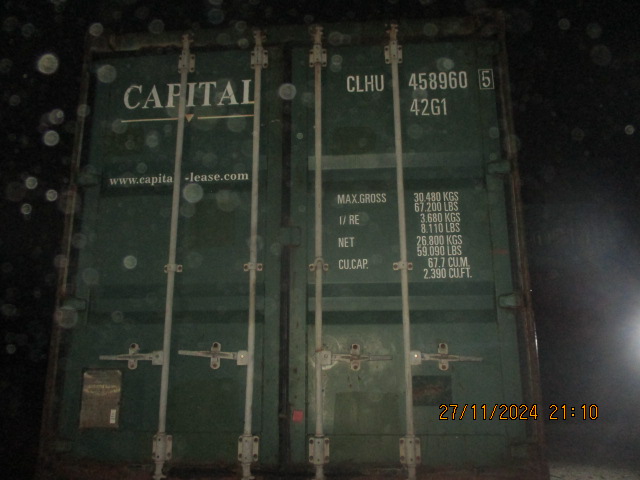 CAPITAL
www.capital-lease.com
CLHU 458960 5
42G1
MAX.GROSS 30.480 KGS
67.200 LBS
T/RE 3.680 KGS
8.110 LBS
NET 26.800 KGS
59.090 LBS
CU.CAP. 67.7 CU.M.
2.390 CU.FT.
27/11/2024 21:10